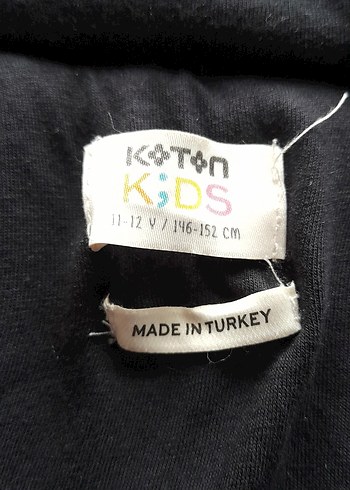 KOTON
KiDS
11-12 Y / 146-152 CM
MADE IN TURKEY